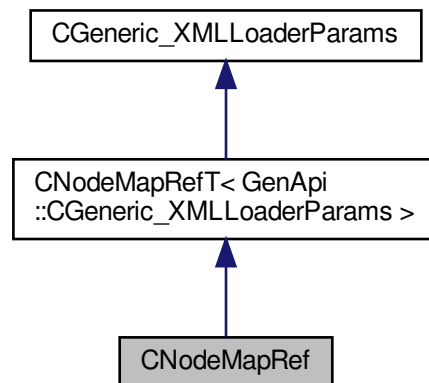 CGeneric_XMLLoaderParams
CNodeMapRefT< GenApi
::CGeneric_XMLLoaderParams >
CNodeMapRef